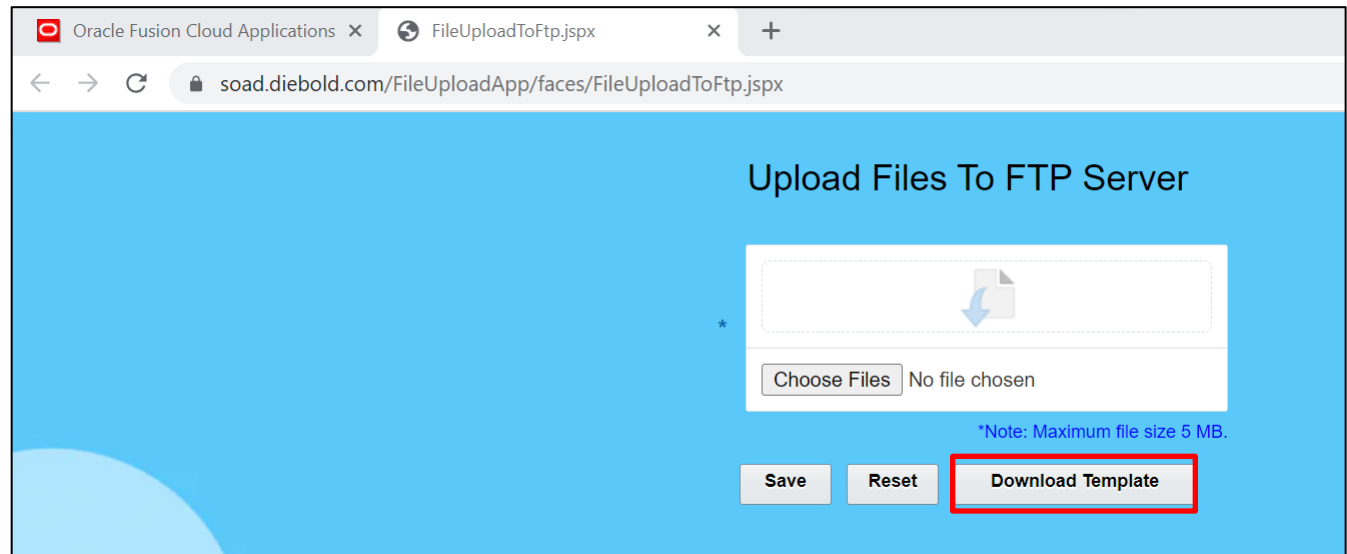 Oracle Fusion Cloud Applications
FileUploadToFtp.jspx
soad.diebold.com/FileUploadApp/faces/FileUploadToFtp.jspx
Upload Files To FTP Server
*
Choose Files No file chosen
*Note: Maximum file size 5 MB.
Save Reset Download Template